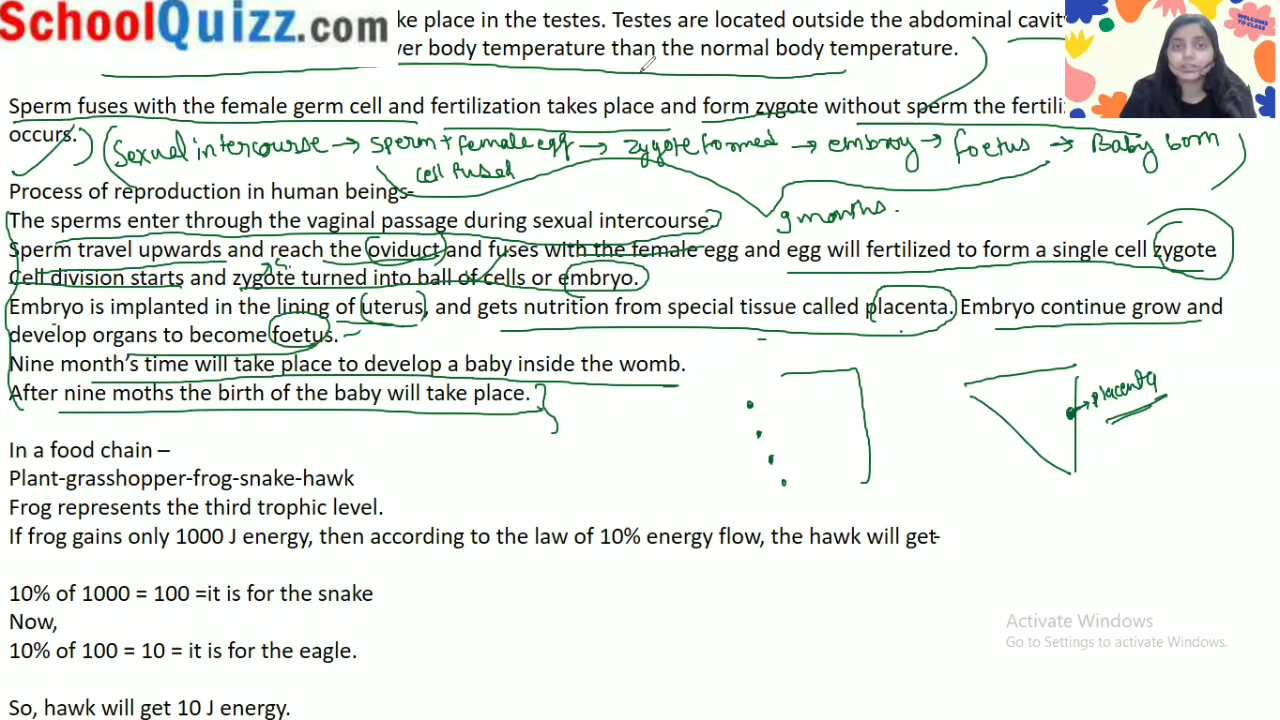 SchoolQuizz.com
ke place in the testes. Testes are located outside the abdominal cavit
WELCOME TO CLASS
er body temperature than the normal body temperature.
Sperm fuses with the female germ cell and fertilization takes place and form zygote without sperm the fertili
occurs.
Sexual intercourse → sperm + female egg cell fused → zygote formed → embroy → foetus → Baby born
9 months.
Process of reproduction in human beings-
The sperms enter through the vaginal passage during sexual intercourse.
Sperm travel upwards and reach the oviduct and fuses with the female egg and egg will fertilized to form a single cell zygote.
Cell division starts and zygote turned into ball of cells or embryo.
Embryo is implanted in the lining of uterus, and gets nutrition from special tissue called placenta. Embryo continue grow and
develop organs to become foetus.
Nine month's time will take place to develop a baby inside the womb.
After nine moths the birth of the baby will take place.
placenta
In a food chain –
Plant-grasshopper-frog-snake-hawk
Frog represents the third trophic level.
If frog gains only 1000 J energy, then according to the law of 10% energy flow, the hawk will get-
10% of 1000 = 100 =it is for the snake
Now,
10% of 100 = 10 = it is for the eagle.
So, hawk will get 10 J energy.
Activate Windows
Go to Settings to activate Windows.